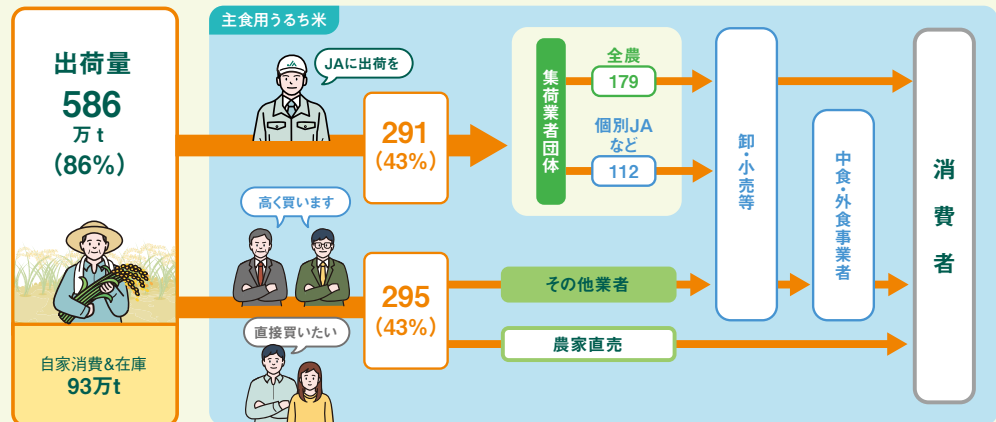 主食用うるち米
出荷量
586
万 t
(86%)
自家消費&在庫
93万t
JAに出荷を
JA
291
(43%)
高く買います
295
(43%)
直接買いたい
集荷業者団体
全農
179
個別JA
など
112
その他業者
農家直売
卸・小売等
中食・外食事業者
消費者